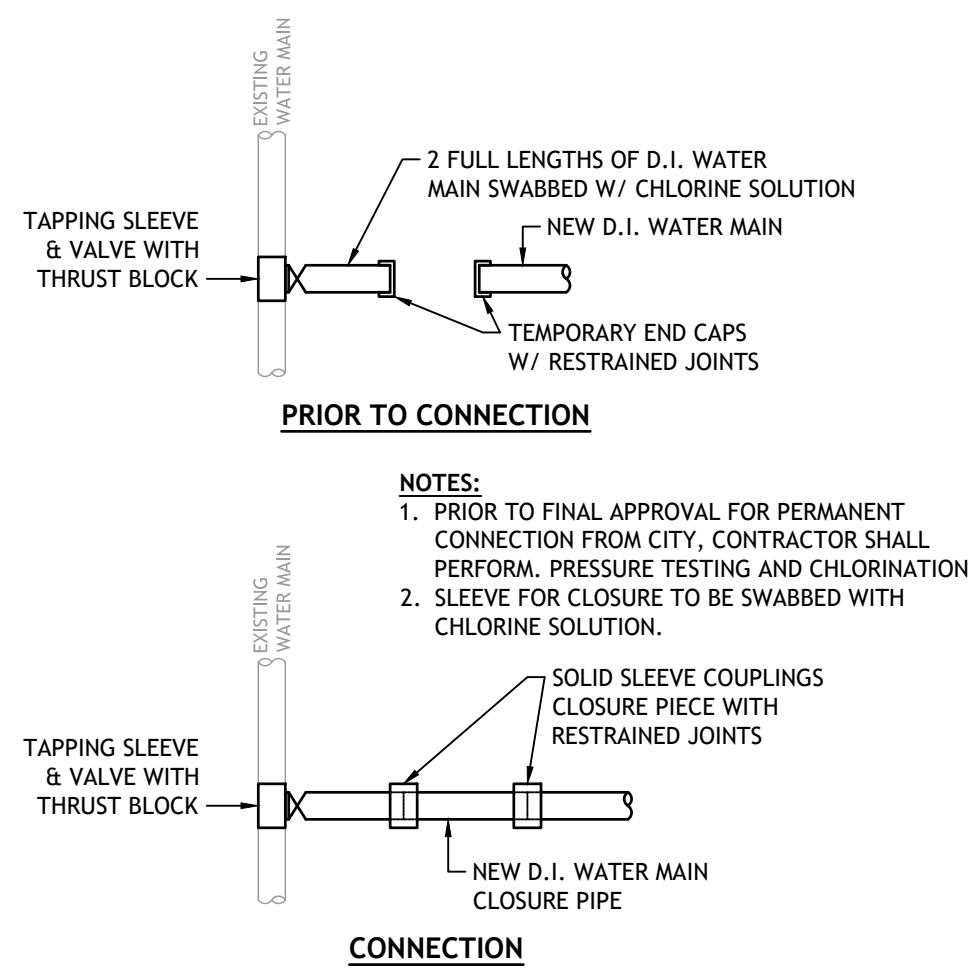 EXISTING
WATER MAIN
2 FULL LENGTHS OF D.I. WATER
MAIN SWABBED W/ CHLORINE SOLUTION
TAPPING SLEEVE
& VALVE WITH
THRUST BLOCK
NEW D.I. WATER MAIN
TEMPORARY END CAPS
W/ RESTRAINED JOINTS
PRIOR TO CONNECTION
NOTES:
1. PRIOR TO FINAL APPROVAL FOR PERMANENT
CONNECTION FROM CITY, CONTRACTOR SHALL
PERFORM. PRESSURE TESTING AND CHLORINATION
2. SLEEVE FOR CLOSURE TO BE SWABBED WITH
CHLORINE SOLUTION.
EXISTING
WATER MAIN
SOLID SLEEVE COUPLINGS
CLOSURE PIECE WITH
RESTRAINED JOINTS
TAPPING SLEEVE
& VALVE WITH
THRUST BLOCK
NEW D.I. WATER MAIN
CLOSURE PIPE
CONNECTION